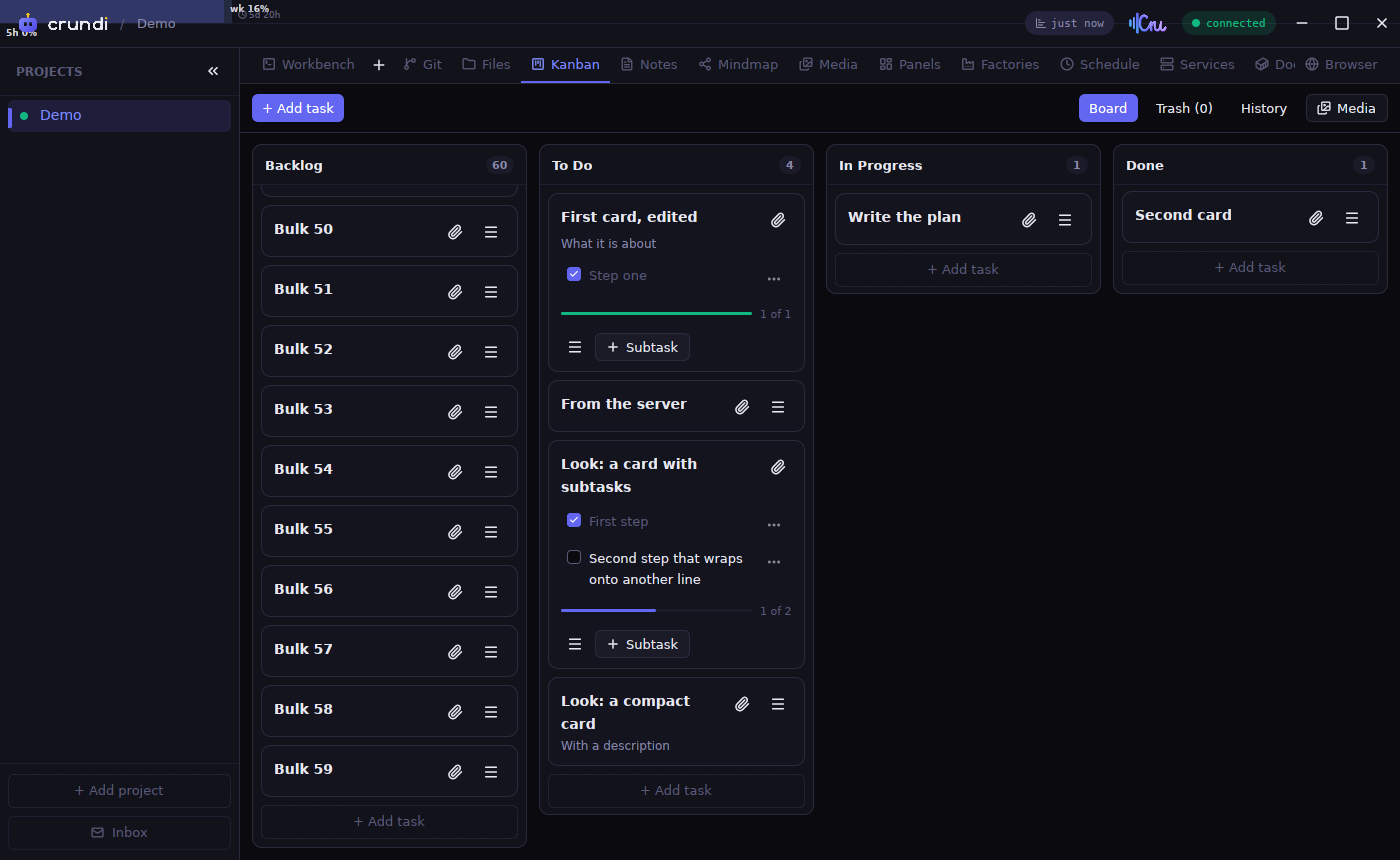 wk 16%
5d 20h
5h 0%
crundi / Demo
just now
connected
PROJECTS
Workbench
Git
Files
Kanban
Notes
Mindmap
Media
Panels
Factories
Schedule
Services
Doc
Browser
Demo
+ Add task
Board
Trash (0)
History
Media
Backlog 60
Bulk 50
Bulk 51
Bulk 52
Bulk 53
Bulk 54
Bulk 55
Bulk 56
Bulk 57
Bulk 58
Bulk 59
+ Add task
To Do 4
First card, edited
What it is about
Step one
1 of 1
+ Subtask
From the server
Look: a card with
subtasks
First step
Second step that wraps
onto another line
1 of 2
+ Subtask
Look: a compact
card
With a description
+ Add task
In Progress 1
Write the plan
+ Add task
Done 1
Second card
+ Add task
+ Add project
Inbox